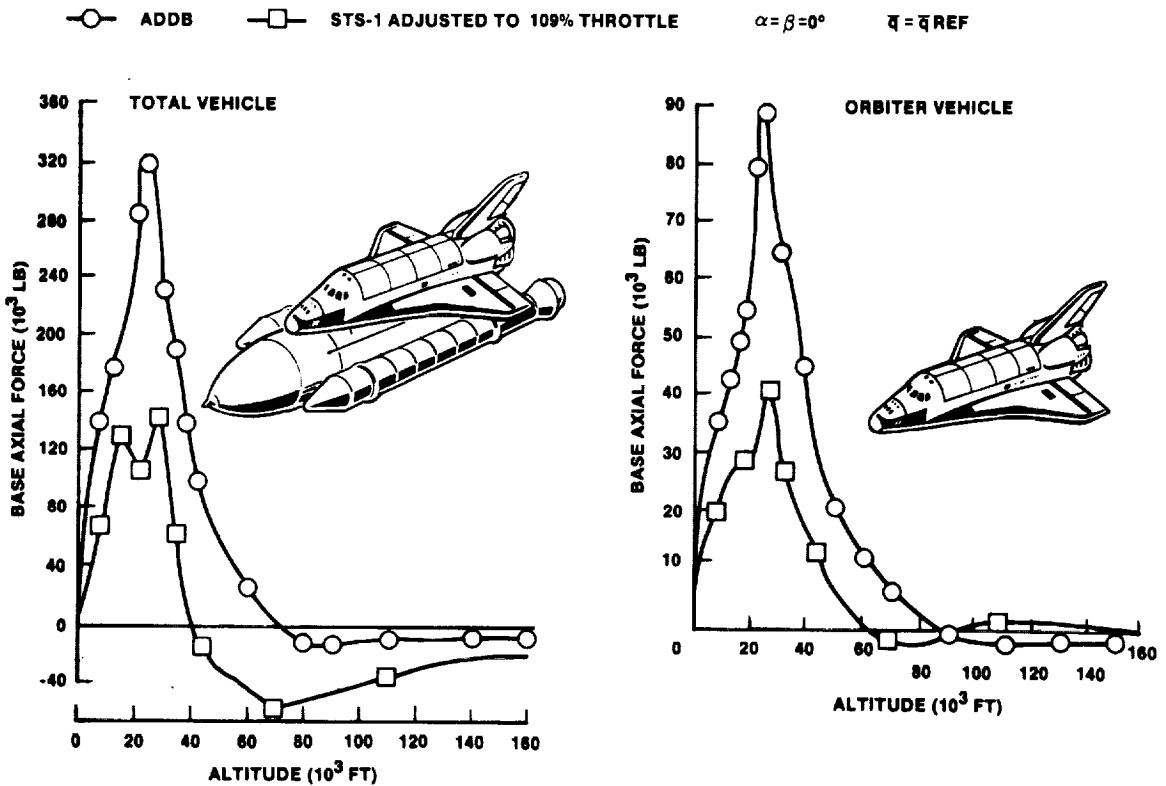 ADDB STS-1 ADJUSTED TO 109% THROTTLE α = β = 0° q̄ = q̄ REF
TOTAL VEHICLE
BASE AXIAL FORCE (10³ LB)
360
320
280
240
200
160
120
80
40
0
-40
0 20 40 60 80 100 120 140 160
ALTITUDE (10³ FT)
ORBITER VEHICLE
BASE AXIAL FORCE (10³ LB)
90
80
70
60
50
40
30
20
10
0 20 40 60 80 100 120 140 160
ALTITUDE (10³ FT)